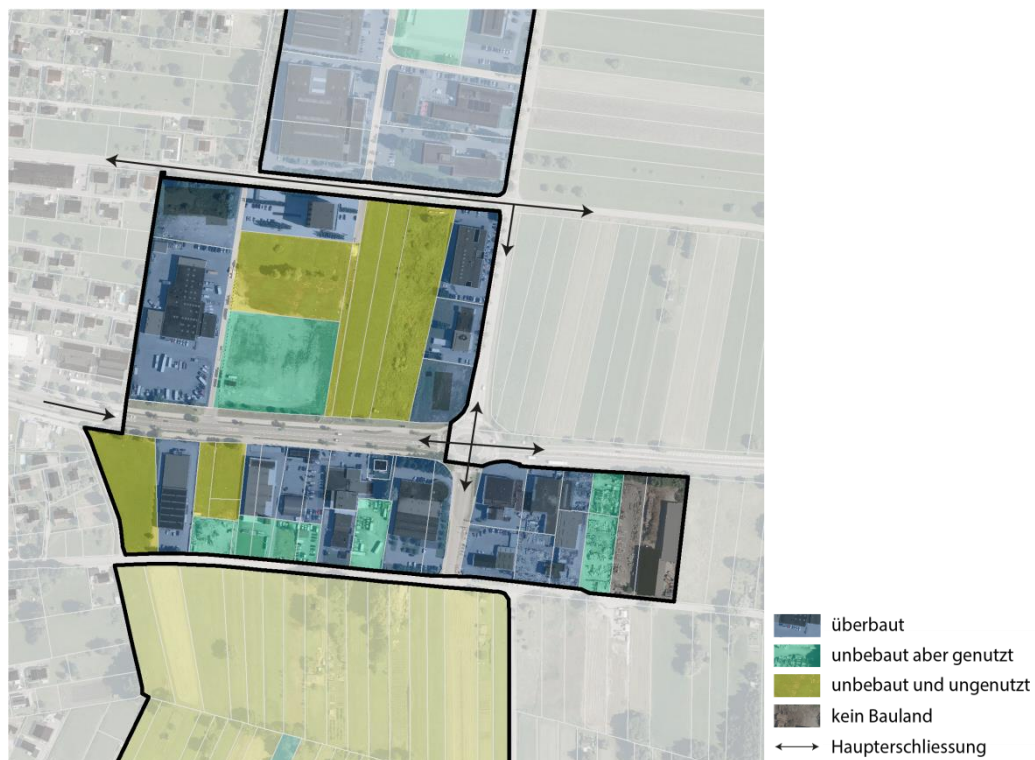 überbaut
unbebaut aber genutzt
unbebaut und ungenutzt
kein Bauland
Haupterschliessung